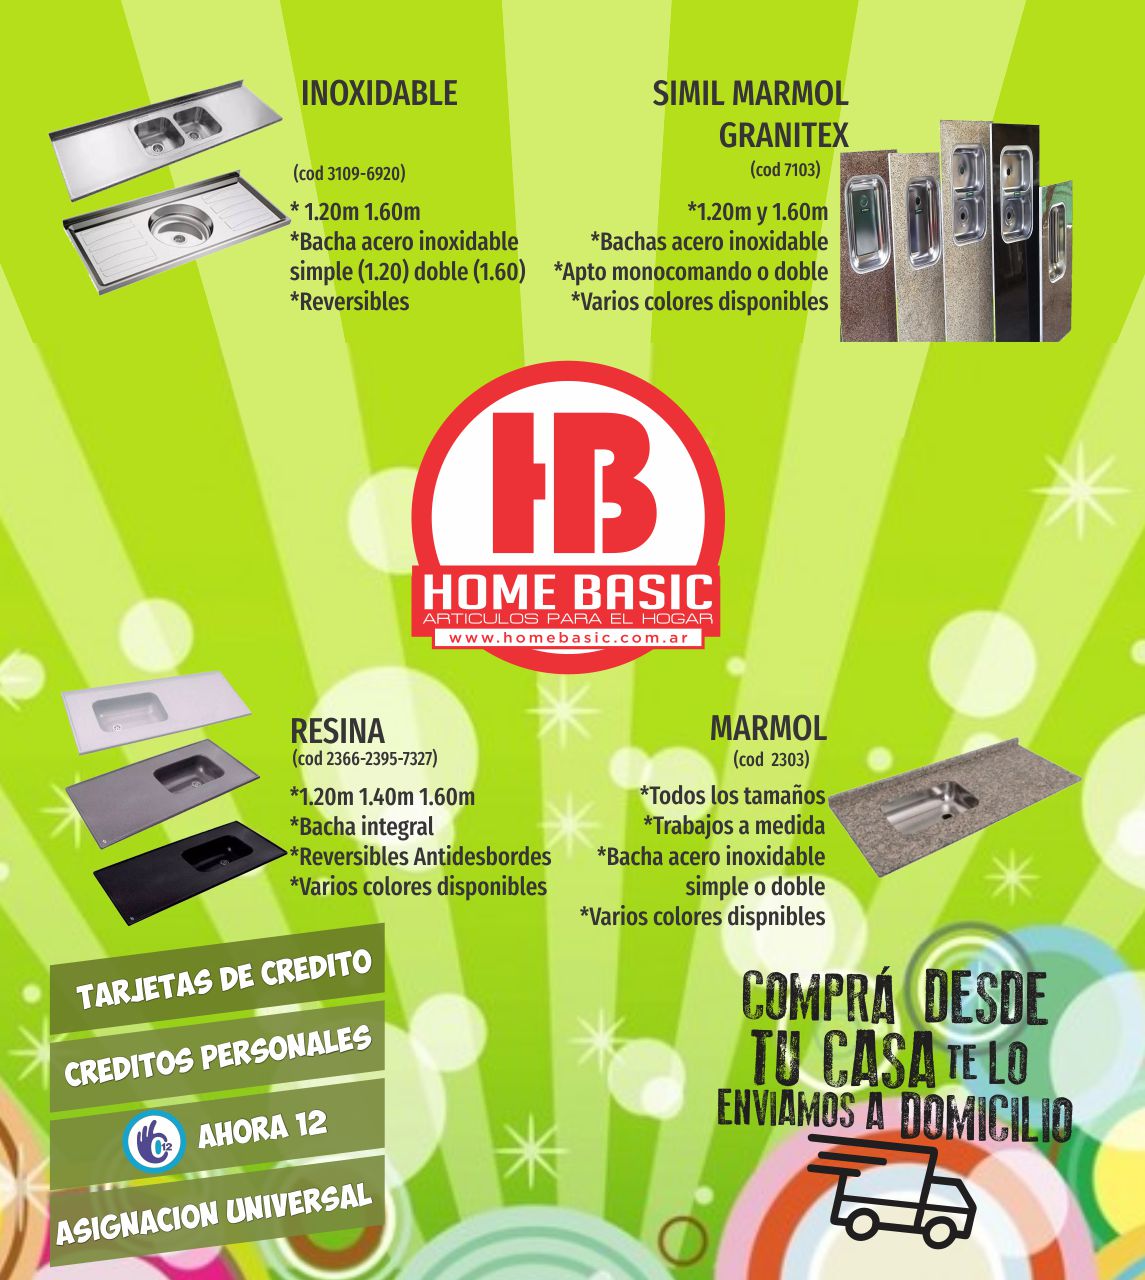 INOXIDABLE
(cod 3109-6920)
* 1.20m 1.60m
*Bacha acero inoxidable
simple (1.20) doble (1.60)
*Reversibles
SIMIL MARMOL
GRANITEX
(cod 7103)
*1.20m y 1.60m
*Bachas acero inoxidable
*Apto monocomando o doble
*Varios colores disponibles
HB
HOME BASIC
ARTICULOS PARA EL HOGAR
www.homebasic.com.ar
RESINA
(cod 2366-2395-7327)
*1.20m 1.40m 1.60m
*Bacha integral
*Reversibles Antidesbordes
*Varios colores disponibles
MARMOL
(cod 2303)
*Todos los tamaños
*Trabajos a medida
*Bacha acero inoxidable
simple o doble
*Varios colores dispnibles
TARJETAS DE CREDITO
CREDITOS PERSONALES
12 AHORA 12
ASIGNACION UNIVERSAL
COMPRÁ DESDE
TU CASA TE LO
ENVIAMOS A DOMICILIO